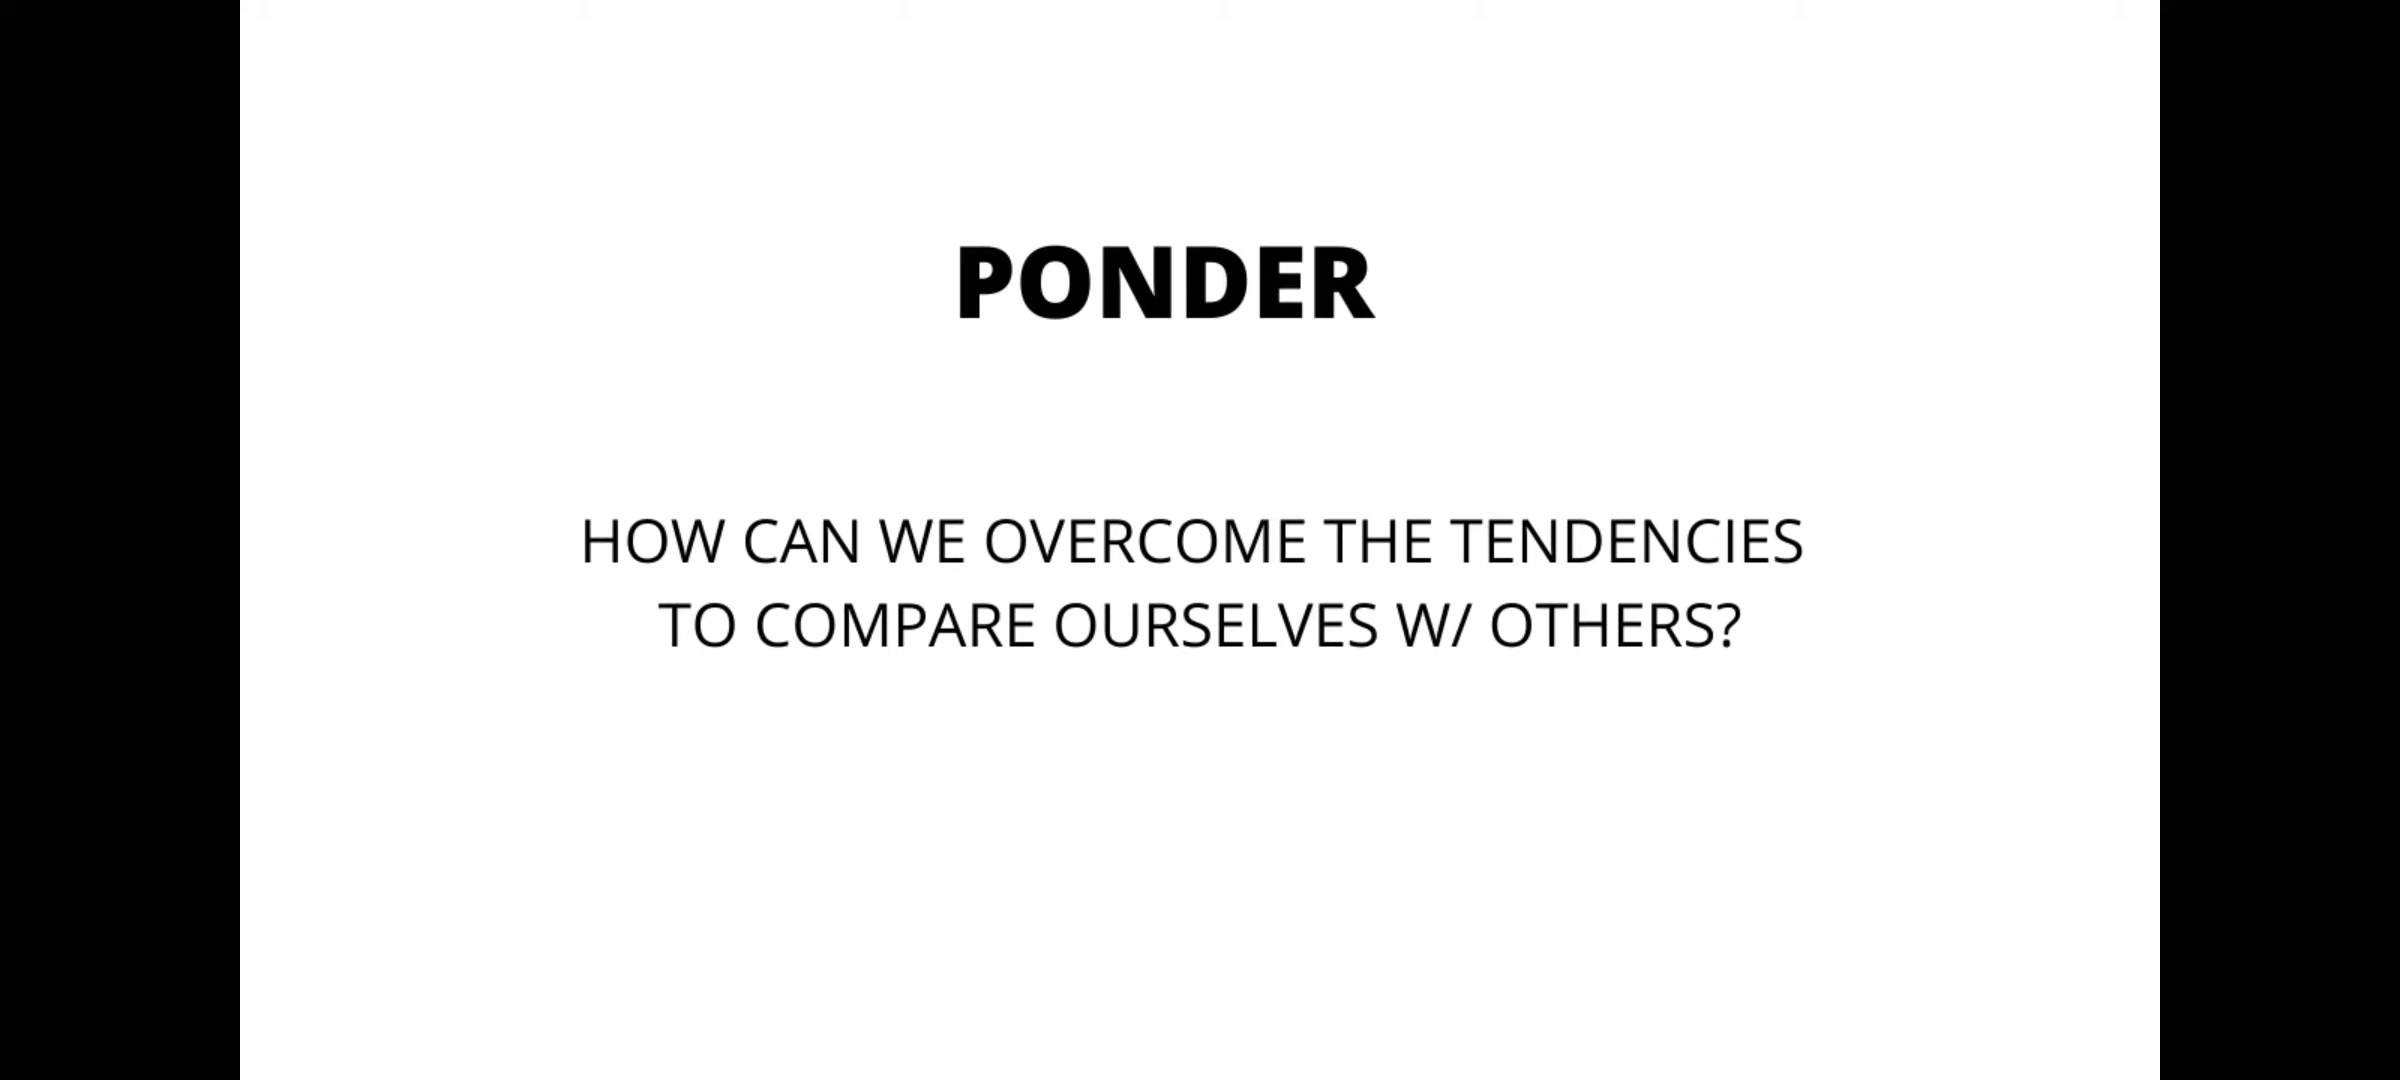 PONDER
HOW CAN WE OVERCOME THE TENDENCIES
TO COMPARE OURSELVES W/ OTHERS?